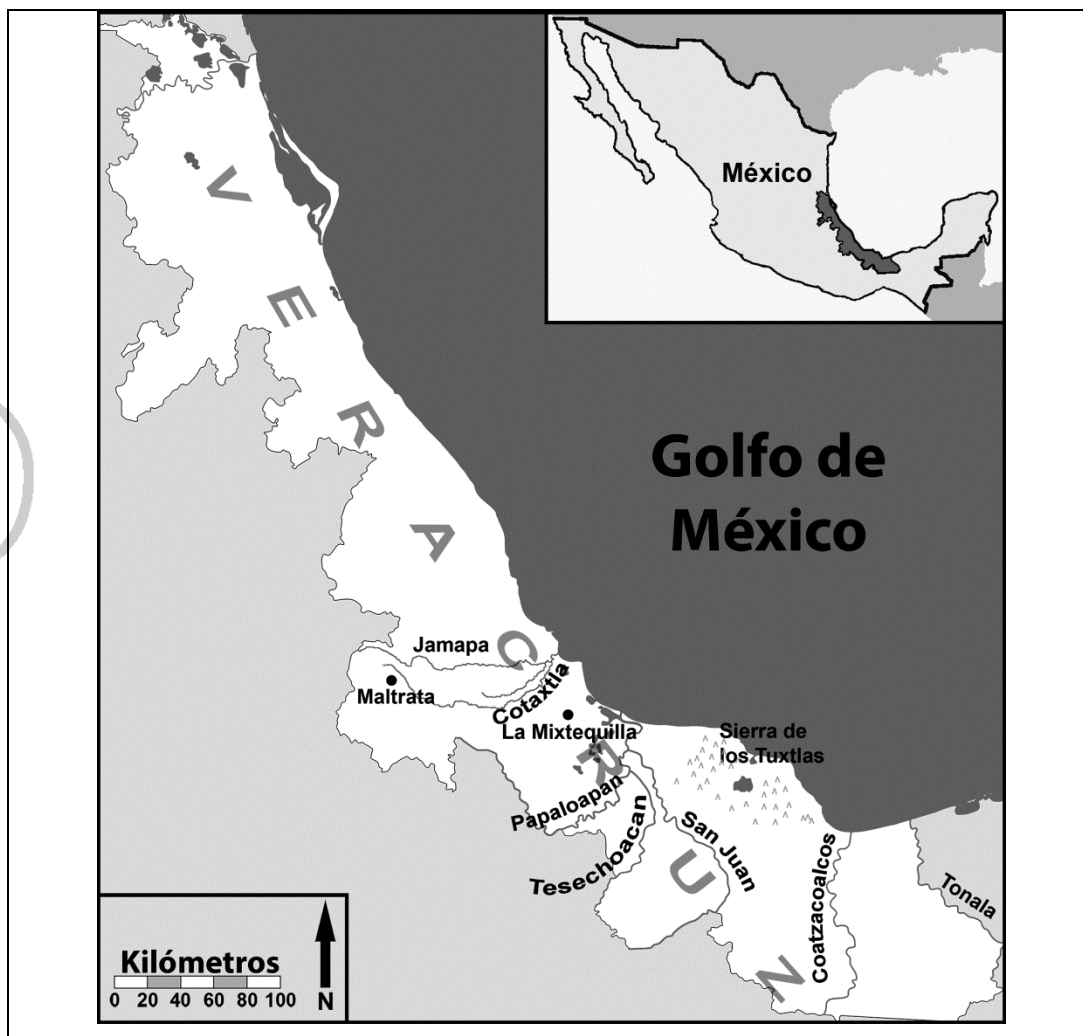 México
V
E
R
A
C
R
U
Z
Golfo de
México
Jamapa
Maltrata
Cotaxtla
La Mixtequilla
Sierra de
los Tuxtlas
Papaloapan
Tesechoacan
San Juan
Coatzacoalcos
Tonala
Kilómetros
0 20 40 60 80 100
N